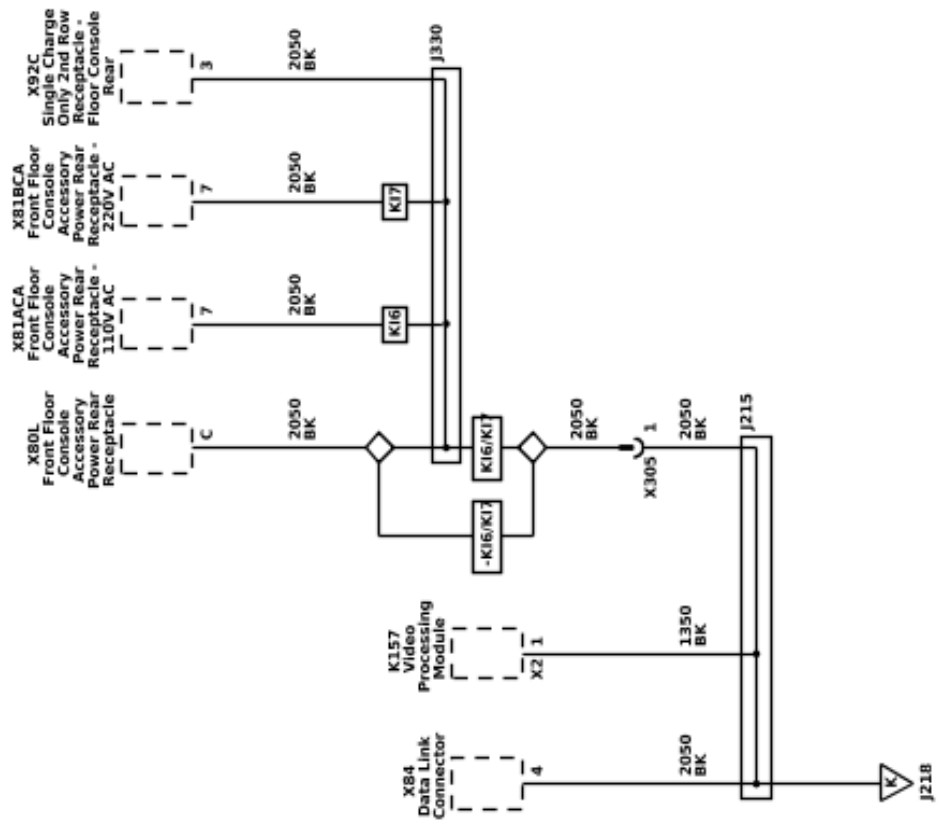 X92C
Single Charge
Only 2nd Row
Receptacle -
Floor Console
Rear
3
2050
BK
J330
X81BCA
Front Floor
Console
Accessory
Power Rear
Receptacle -
220V AC
7
2050
BK
KI7
X81ACA
Front Floor
Console
Accessory
Power Rear
Receptacle -
110V AC
7
2050
BK
KI6
X80L
Front Floor
Console
Accessory
Power Rear
Receptacle
C
2050
BK
KI6/KI7
-KI6/KI7
2050
BK
1
X305
2050
BK
J215
K157
Video
Processing
Module
1
X2
1350
BK
X84
Data Link
Connector
4
2050
BK
K
J218